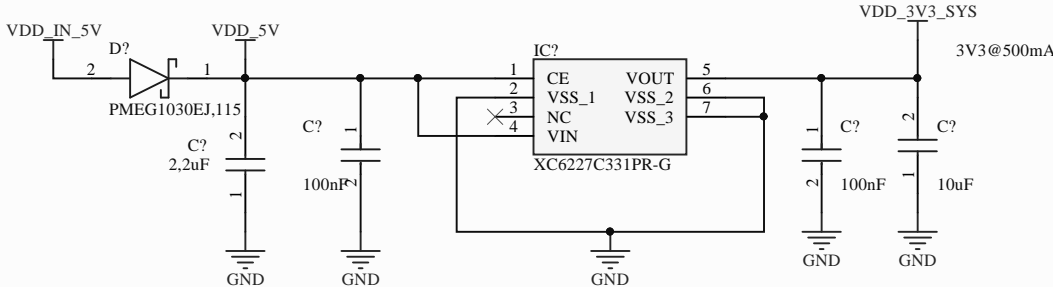 VDD_IN_5V
VDD_5V
VDD_3V3_SYS
3V3@500mA
D?
2
1
PMEG1030EJ,115
IC?
1 CE VOUT 5
2 VSS_1 VSS_2 6
3 NC VSS_3 7
4 VIN
XC6227C331PR-G
2
C?
2,2uF
1
GND
C?
1
100nF
2
GND
GND
1
C?
2
100nF
GND
2
C?
1
10uF
GND